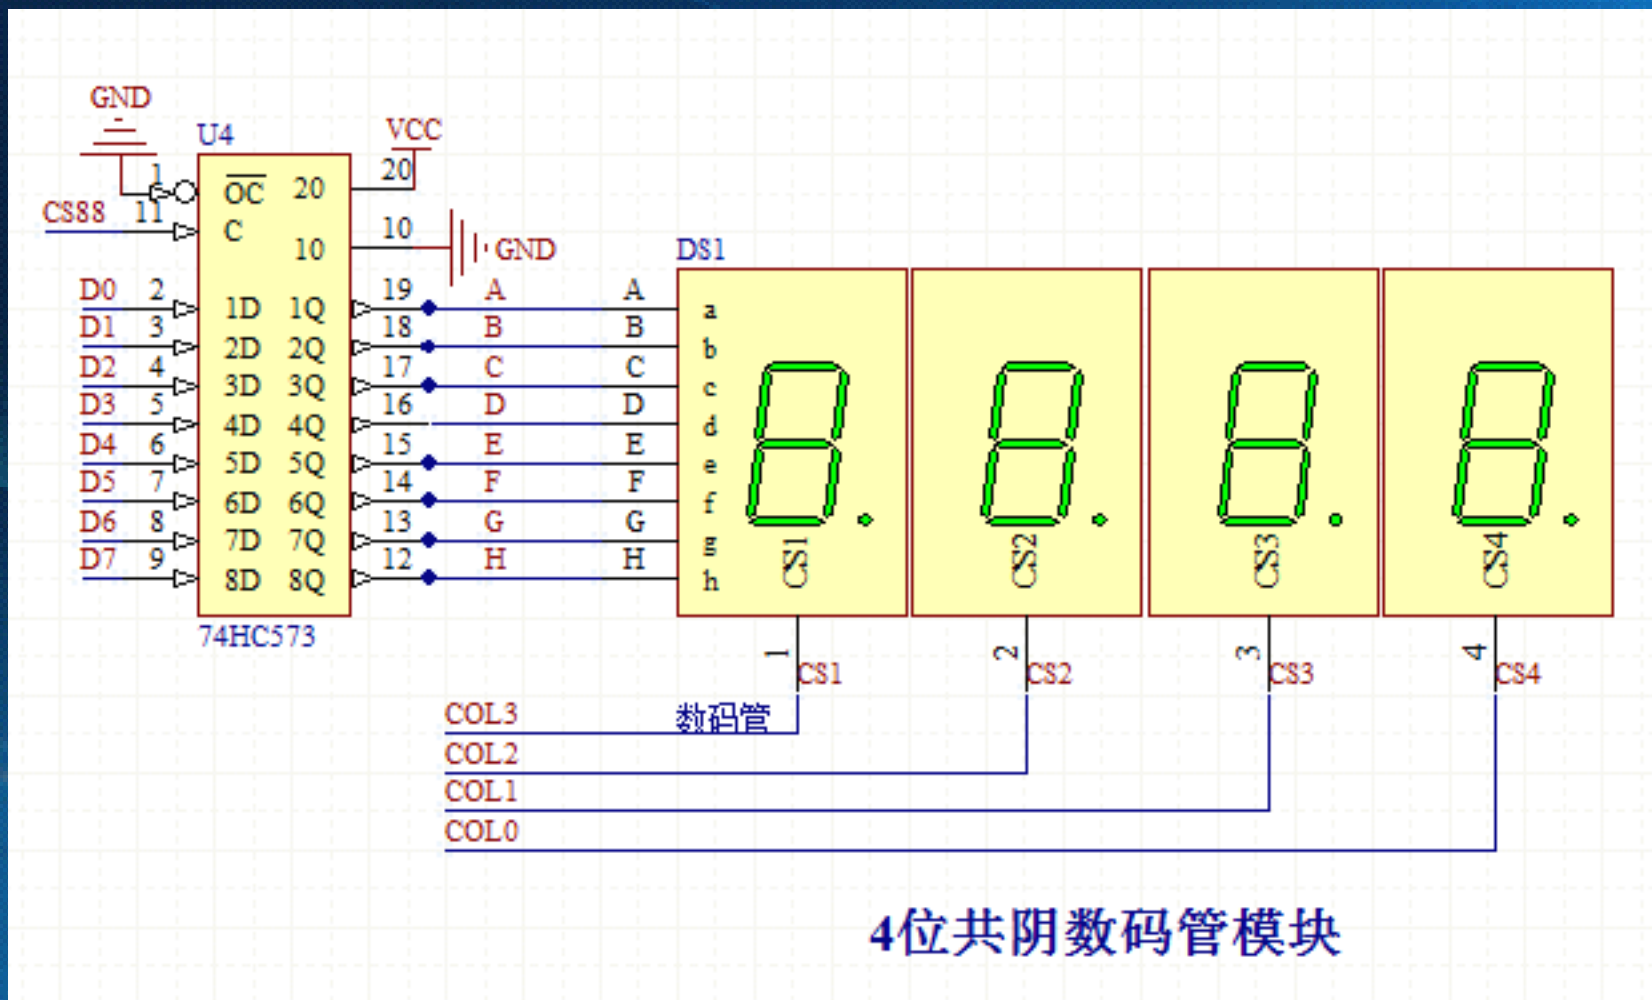 GND
U4
VCC
1
OC
20
20
CS88
11
C
10
10
GND
DS1
D0 2 1D 1Q 19 A A a
D1 3 2D 2Q 18 B B b
D2 4 3D 3Q 17 C C c
D3 5 4D 4Q 16 D D d
D4 6 5D 5Q 15 E E e
D5 7 6D 6Q 14 F F f
D6 8 7D 7Q 13 G G g
D7 9 8D 8Q 12 H H h
CS1
CS2
CS3
CS4
74HC573
1
2
3
4
CS1
CS2
CS3
CS4
COL3
数码管
COL2
COL1
COL0
4位共阴数码管模块